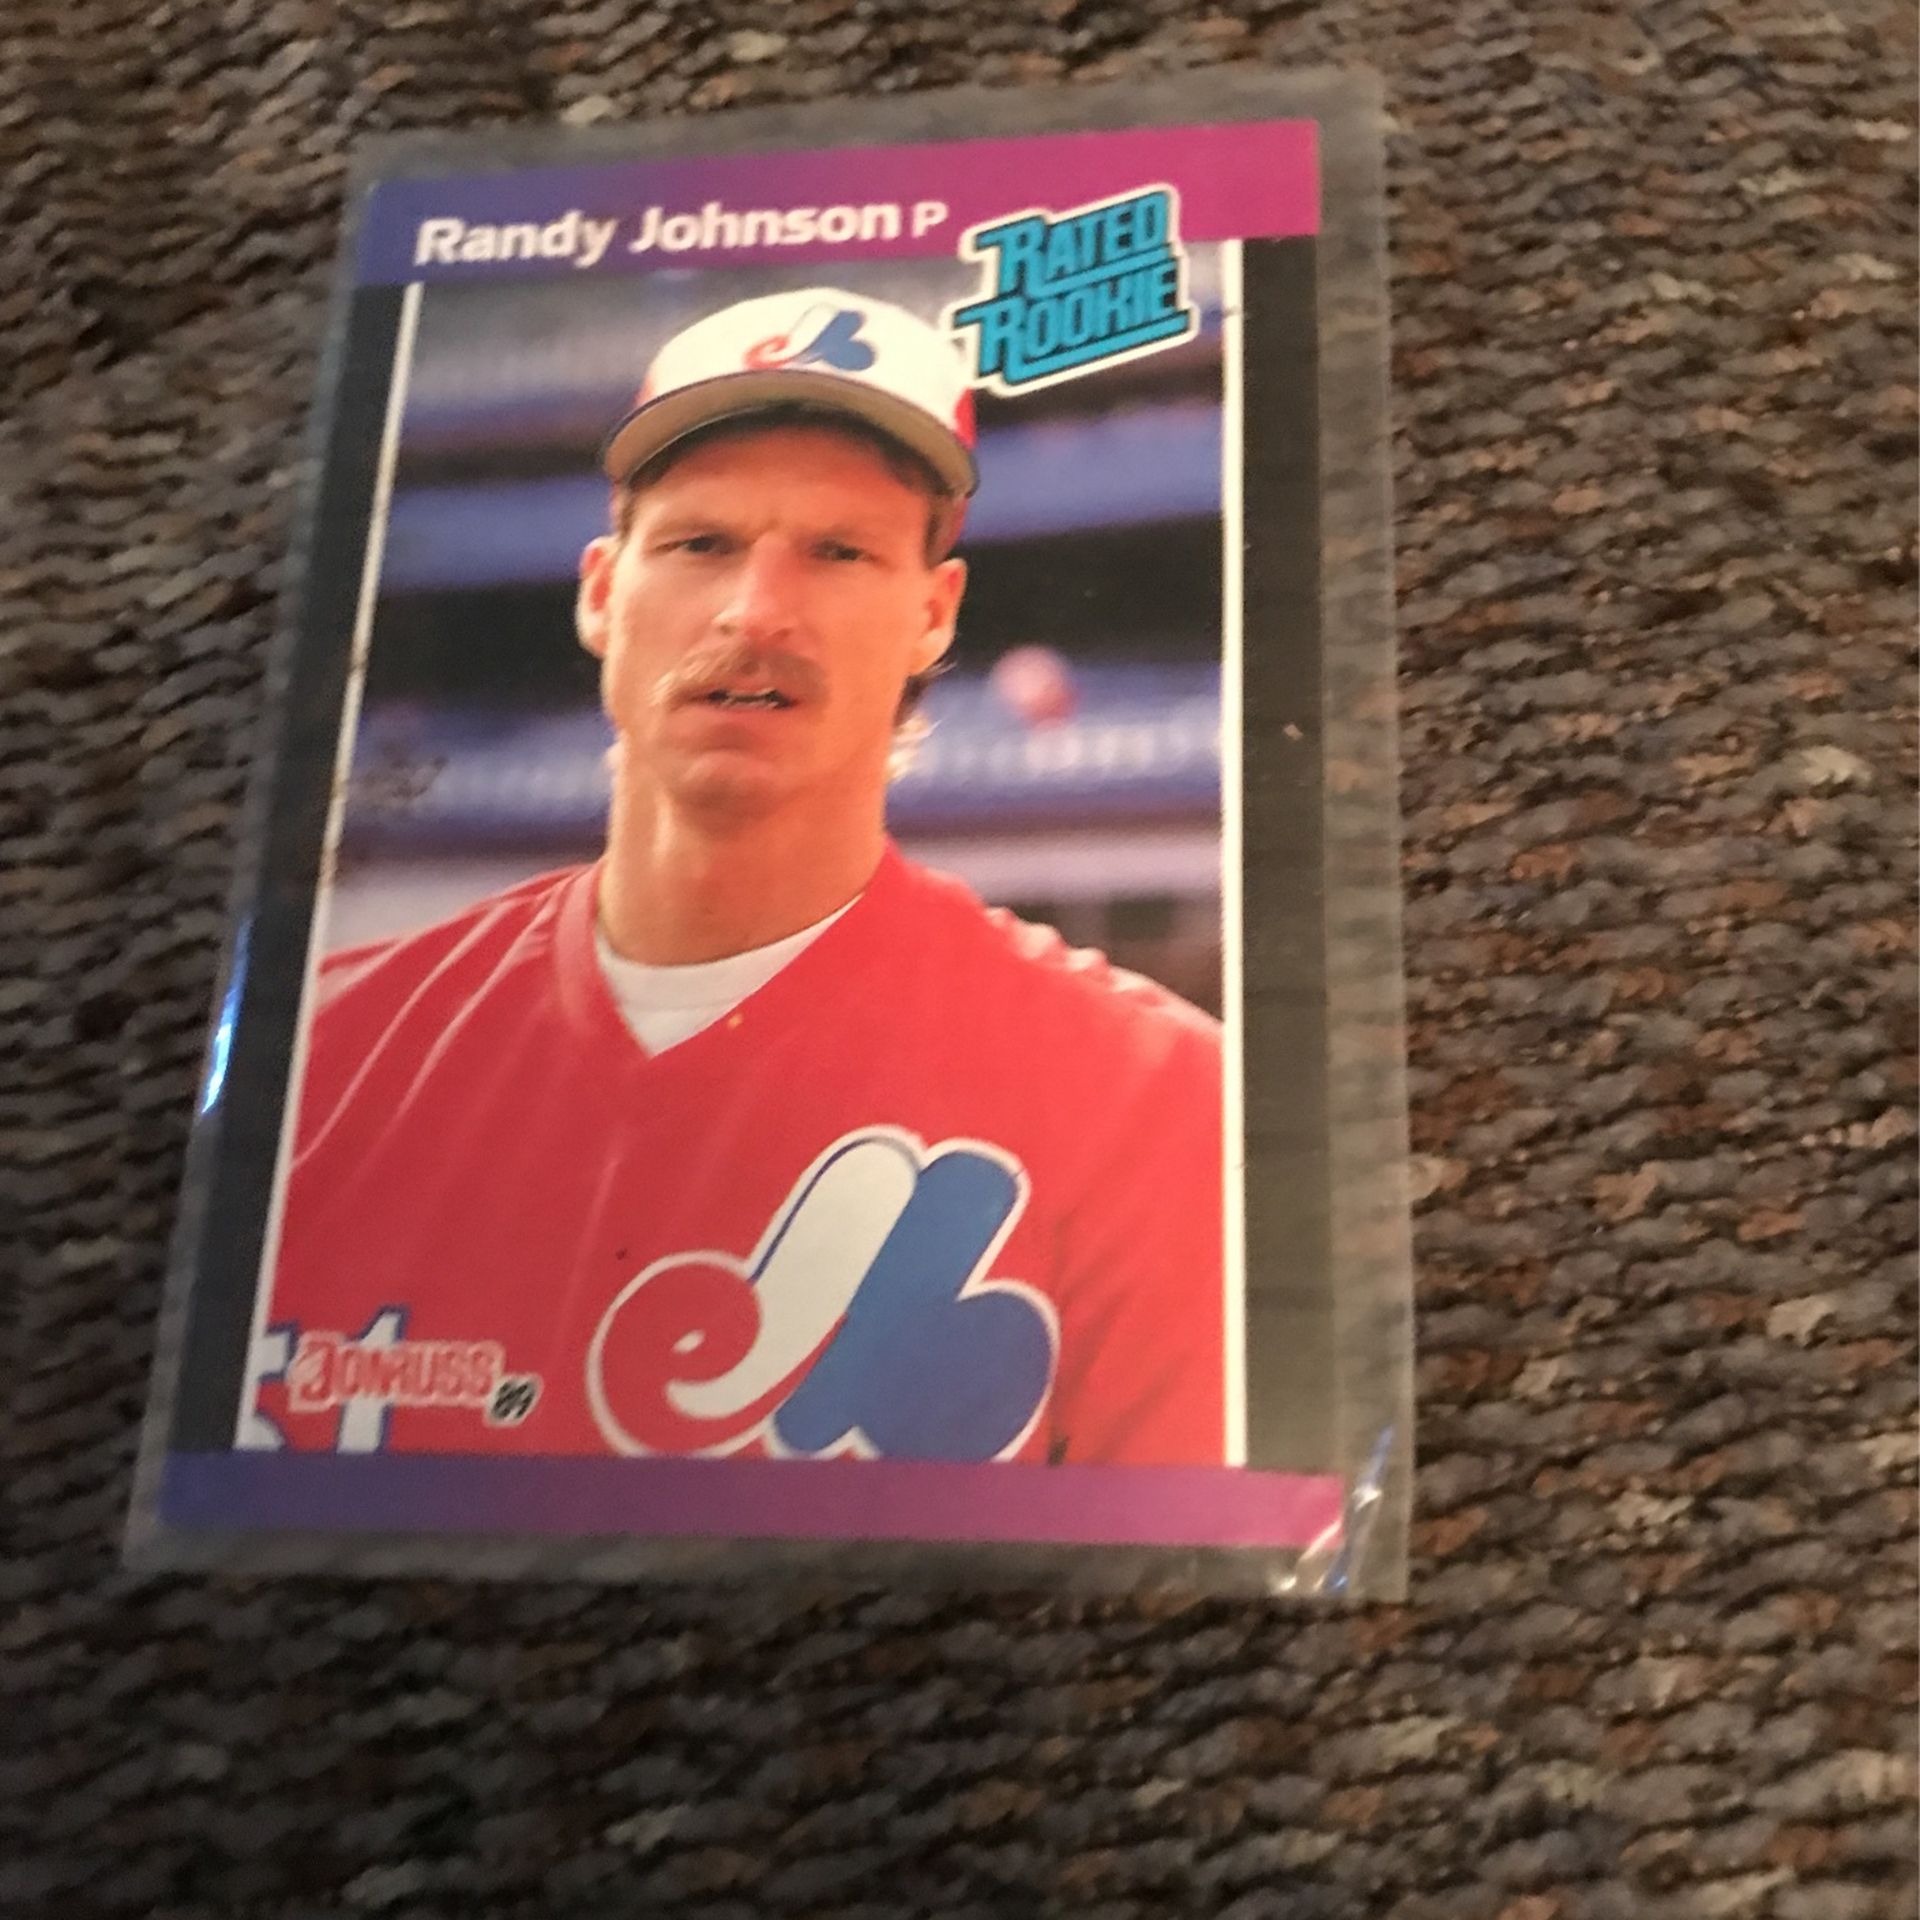 Randy Johnson P
RATED
ROOKIE
DONRUSS '89